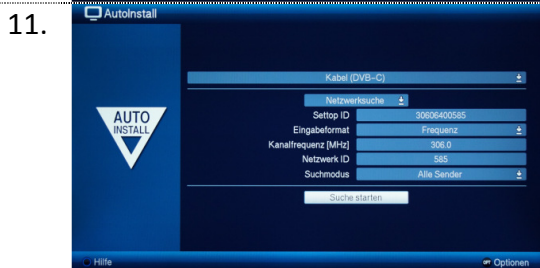 11.
AutoInstall
Kabel (DVB-C)
Netzwerksuche
AUTO
INSTALL
Settop ID 30606400585
Eingabeformat Frequenz
Kanalfrequenz [MHz] 306.0
Netzwerk ID 585
Suchmodus Alle Sender
Suche starten
Hilfe
OPT Optionen